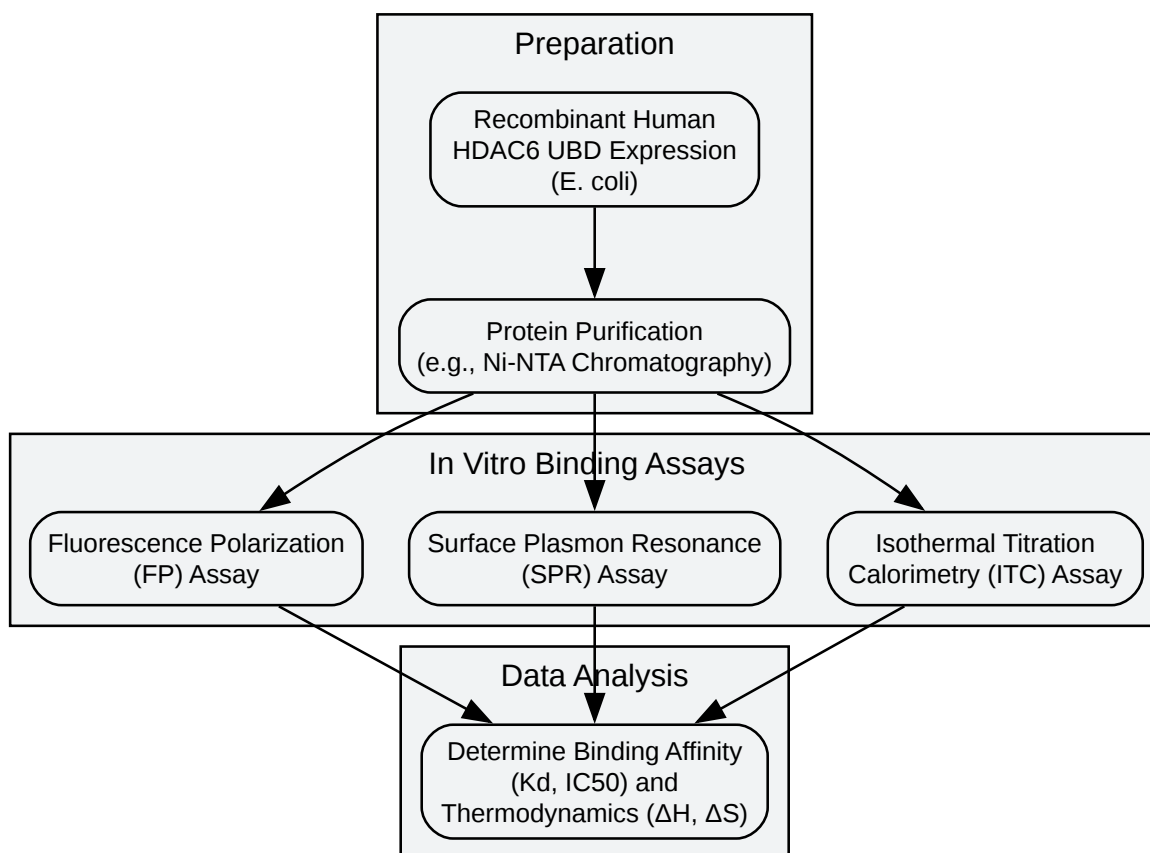 Preparation
Recombinant Human
HDAC6 UBD Expression
(E. coli)
Protein Purification
(e.g., Ni-NTA Chromatography)
In Vitro Binding Assays
Fluorescence Polarization
(FP) Assay
Surface Plasmon Resonance
(SPR) Assay
Isothermal Titration
Calorimetry (ITC) Assay
Data Analysis
Determine Binding Affinity
(Kd, IC50) and
Thermodynamics (ΔH, ΔS)